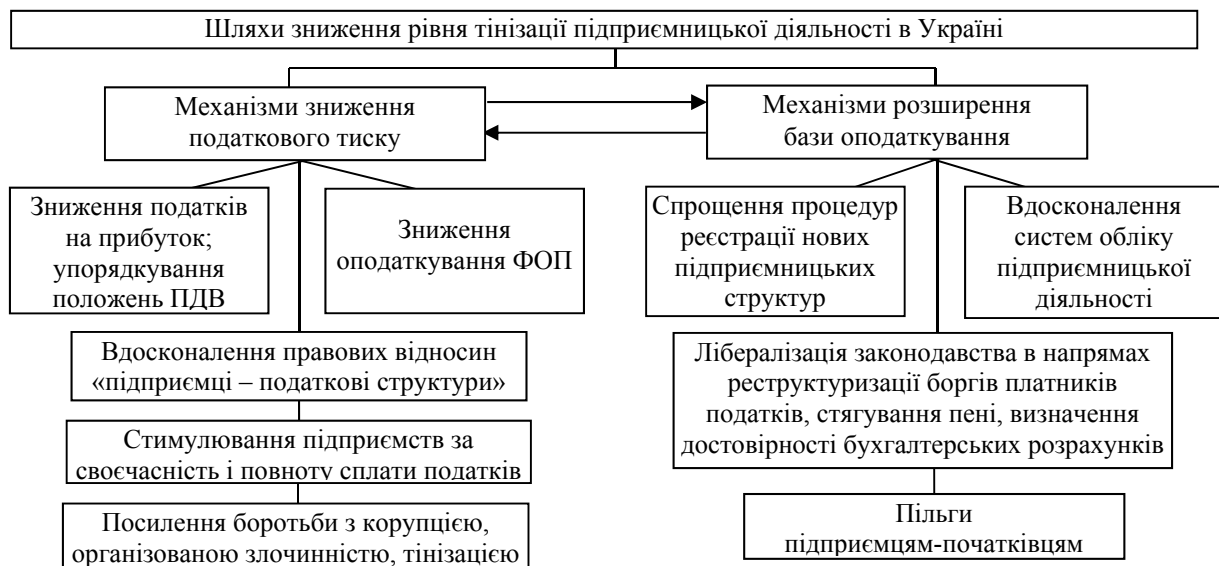 Шляхи зниження рівня тінізації підприємницької діяльності в Україні
Механізми зниження
податкового тиску
Механізми розширення
бази оподаткування
Зниження податків
на прибуток;
упорядкування
положень ПДВ
Зниження
оподаткування ФОП
Спрощення процедур
реєстрації нових
підприємницьких
структур
Вдосконалення
систем обліку
підприємницької
діяльності
Вдосконалення правових відносин
«підприємці – податкові структури»
Лібералізація законодавства в напрямах
реструктуризації боргів платників
податків, стягування пені, визначення
достовірності бухгалтерських розрахунків
Стимулювання підприємств за
своєчасність і повноту сплати податків
Посилення боротьби з корупцією,
організованою злочинністю, тінізацією
Пільги
підприємцям-початківцям